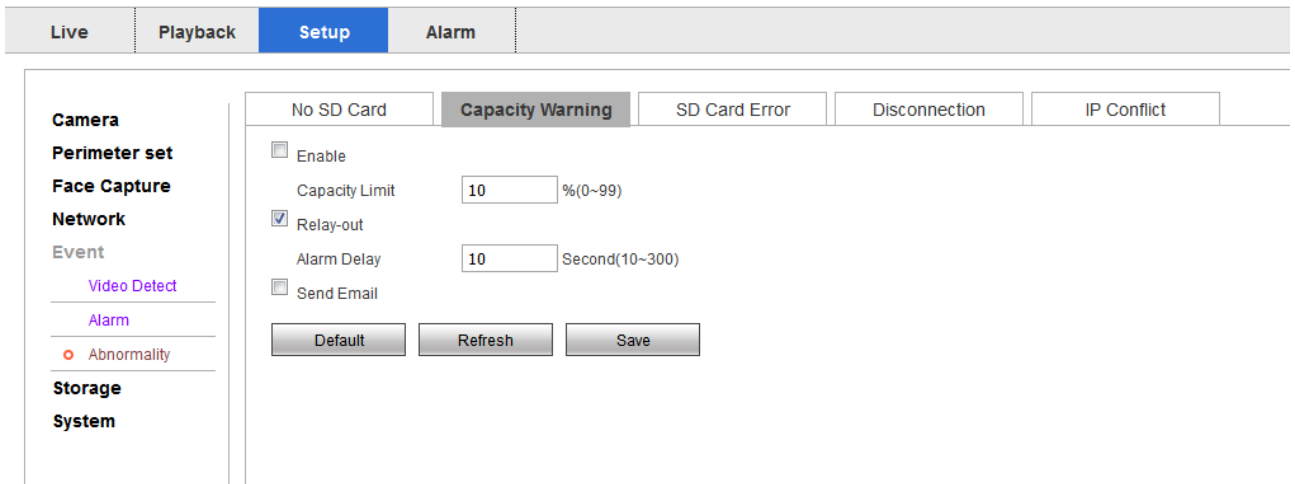 Live Playback Setup Alarm
No SD Card Capacity Warning SD Card Error Disconnection IP Conflict
Camera
Perimeter set
Face Capture
Network
Event
Video Detect
Alarm
Abnormality
Storage
System
Enable
Capacity Limit 10 %(0~99)
Relay-out
Alarm Delay 10 Second(10~300)
Send Email
Default Refresh Save